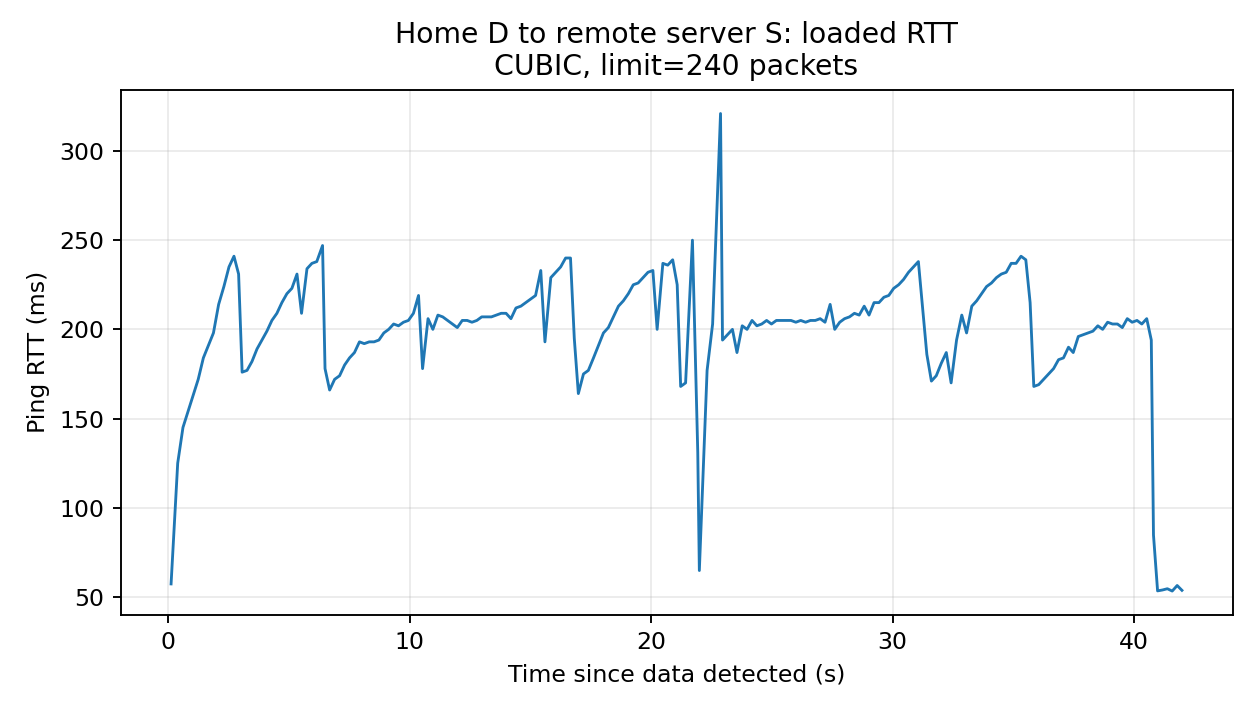 Home D to remote server S: loaded RTT
CUBIC, limit=240 packets
Ping RTT (ms)
300
250
200
150
100
50
0
10
20
30
40
Time since data detected (s)